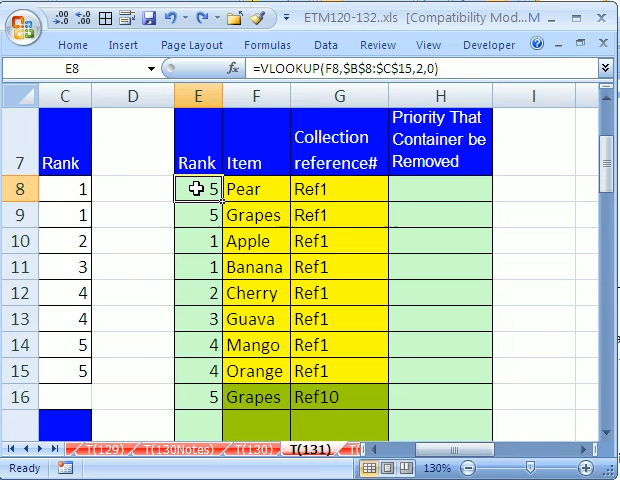 ETM120-132..xls [Compatibility Mod...M
Home Insert Page Layout Formulas Data Review View Developer
E8 fx =VLOOKUP(F8,$B$8:$C$15,2,0)
C D E F G H I
7 Rank Rank Item Collection reference# Priority That Container be Removed
8 1 5 Pear Ref1
9 1 5 Grapes Ref1
10 2 1 Apple Ref1
11 3 1 Banana Ref1
12 4 2 Cherry Ref1
13 4 3 Guava Ref1
14 5 4 Mango Ref1
15 5 4 Orange Ref1
16 5 Grapes Ref10
T(129) T(130Notes) T(130) T(131) T(
Ready 130%